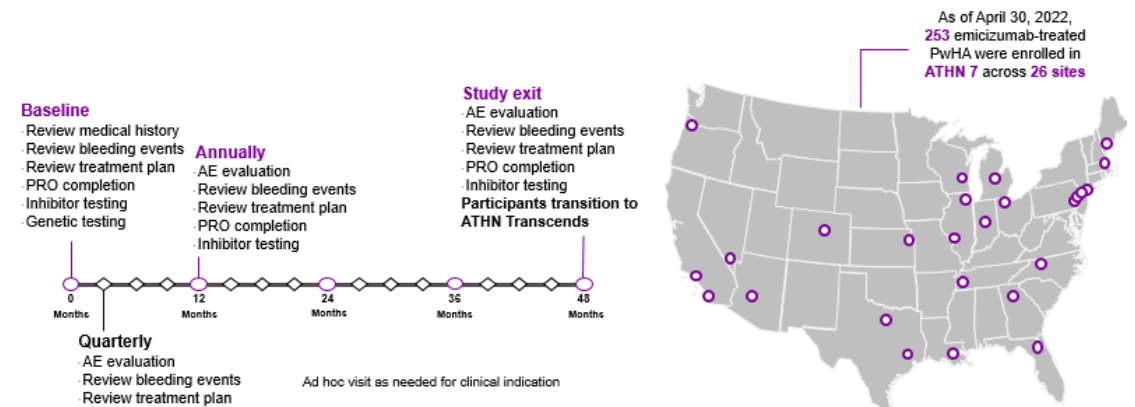 Baseline
·Review medical history
·Review bleeding events
·Review treatment plan
·PRO completion
·Inhibitor testing
·Genetic testing
Annually
·AE evaluation
·Review bleeding events
·Review treatment plan
·PRO completion
·Inhibitor testing
Study exit
·AE evaluation
·Review bleeding events
·Review treatment plan
·PRO completion
·Inhibitor testing
Participants transition to
ATHN Transcends
0
Months
12
Months
24
Months
36
Months
48
Months
Quarterly
·AE evaluation
·Review bleeding events
·Review treatment plan
Ad hoc visit as needed for clinical indication
As of April 30, 2022,
253 emicizumab-treated
PwHA were enrolled in
ATHN 7 across 26 sites